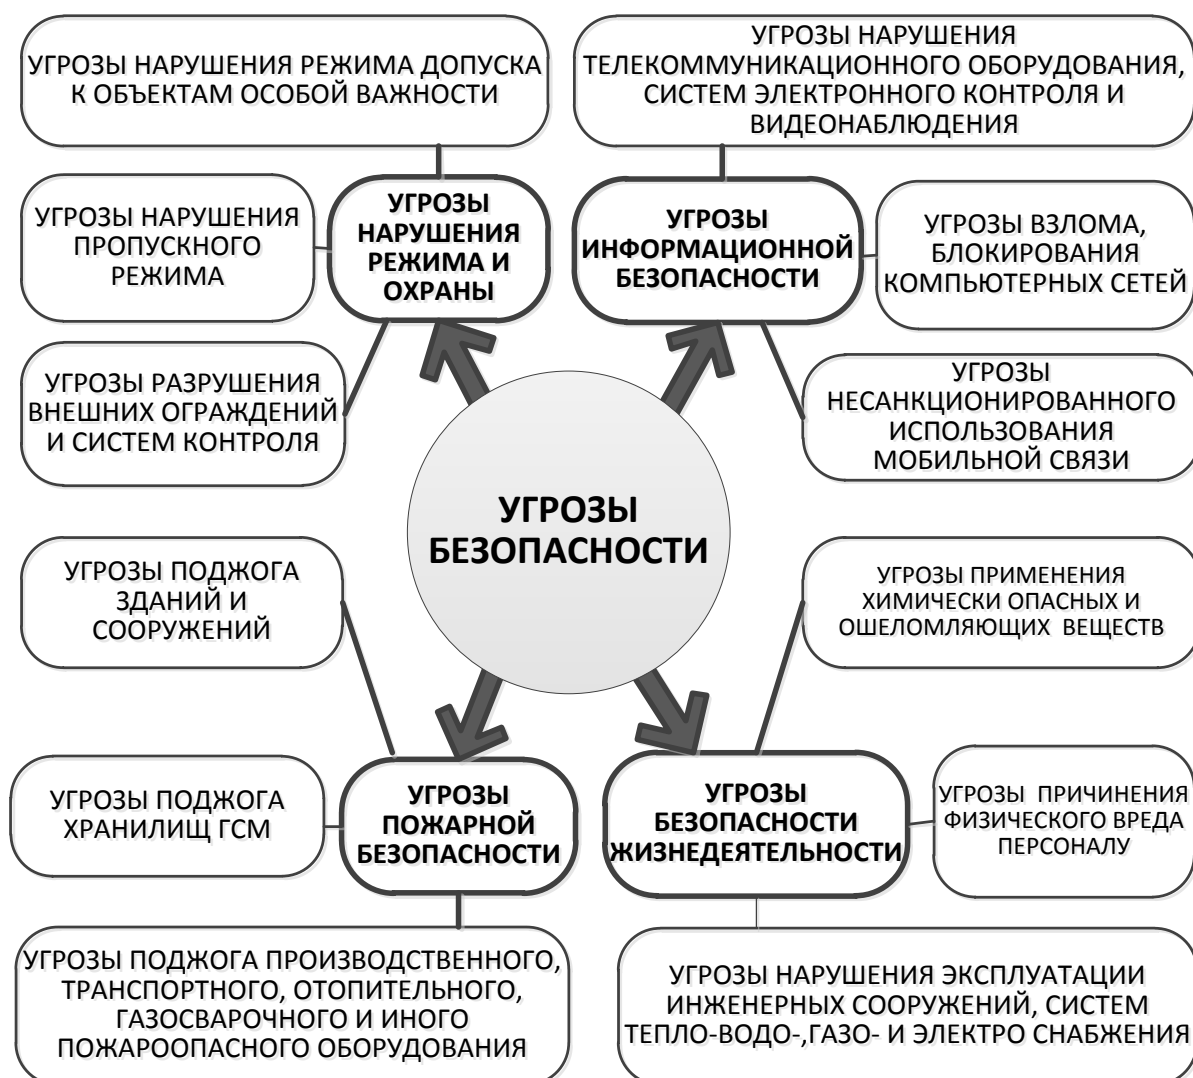 УГРОЗЫ НАРУШЕНИЯ РЕЖИМА ДОПУСКА
К ОБЪЕКТАМ ОСОБОЙ ВАЖНОСТИ
УГРОЗЫ НАРУШЕНИЯ
ТЕЛЕКОММУНИКАЦИОННОГО ОБОРУДОВАНИЯ,
СИСТЕМ ЭЛЕКТРОННОГО КОНТРОЛЯ И
ВИДЕОНАБЛЮДЕНИЯ
УГРОЗЫ НАРУШЕНИЯ
ПРОПУСКНОГО
РЕЖИМА
УГРОЗЫ
НАРУШЕНИЯ
РЕЖИМА И
ОХРАНЫ
УГРОЗЫ
ИНФОРМАЦИОННОЙ
БЕЗОПАСНОСТИ
УГРОЗЫ ВЗЛОМА,
БЛОКИРОВАНИЯ
КОМПЬЮТЕРНЫХ СЕТЕЙ
УГРОЗЫ РАЗРУШЕНИЯ
ВНЕШНИХ ОГРАЖДЕНИЙ
И СИСТЕМ КОНТРОЛЯ
УГРОЗЫ
НЕСАНКЦИОНИРОВАННОГО
ИСПОЛЬЗОВАНИЯ
МОБИЛЬНОЙ СВЯЗИ
УГРОЗЫ
БЕЗОПАСНОСТИ
УГРОЗЫ ПОДЖОГА
ЗДАНИЙ И
СООРУЖЕНИЙ
УГРОЗЫ ПРИМЕНЕНИЯ
ХИМИЧЕСКИ ОПАСНЫХ И
ОШЕЛОМЛЯЮЩИХ ВЕЩЕСТВ
УГРОЗЫ ПОДЖОГА
ХРАНИЛИЩ ГСМ
УГРОЗЫ
ПОЖАРНОЙ
БЕЗОПАСНОСТИ
УГРОЗЫ
БЕЗОПАСНОСТИ
ЖИЗНЕДЕЯТЕЛЬНОСТИ
УГРОЗЫ ПРИЧИНЕНИЯ
ФИЗИЧЕСКОГО ВРЕДА
ПЕРСОНАЛУ
УГРОЗЫ ПОДЖОГА ПРОИЗВОДСТВЕННОГО,
ТРАНСПОРТНОГО, ОТОПИТЕЛЬНОГО,
ГАЗОСВАРОЧНОГО И ИНОГО
ПОЖАРООПАСНОГО ОБОРУДОВАНИЯ
УГРОЗЫ НАРУШЕНИЯ ЭКСПЛУАТАЦИИ
ИНЖЕНЕРНЫХ СООРУЖЕНИЙ, СИСТЕМ
ТЕПЛО-ВОДО-,ГАЗО- И ЭЛЕКТРО СНАБЖЕНИЯ